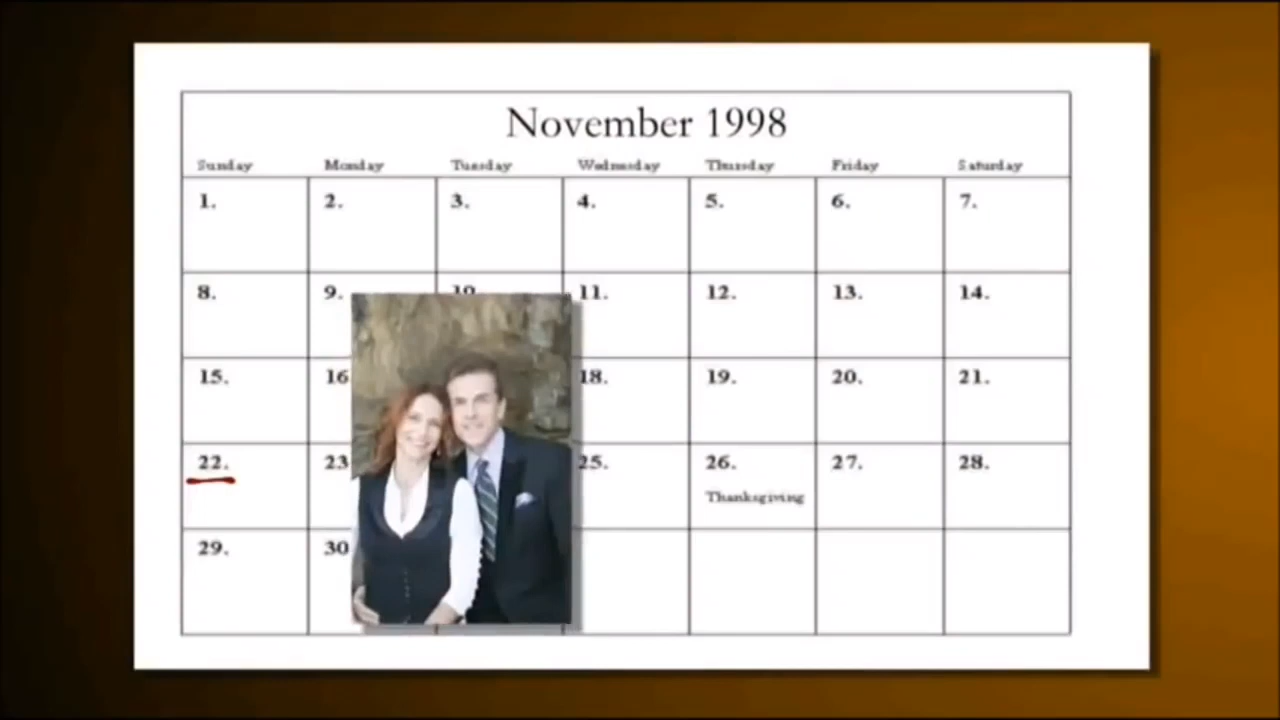 November 1998
Sunday Monday Tuesday Wednesday Thursday Friday Saturday
1. 2. 3. 4. 5. 6. 7.
8. 9. 10 11. 12. 13. 14.
15. 16 18. 19. 20. 21.
22. 23 25. 26. 27. 28.
Thanksgiving
29. 30